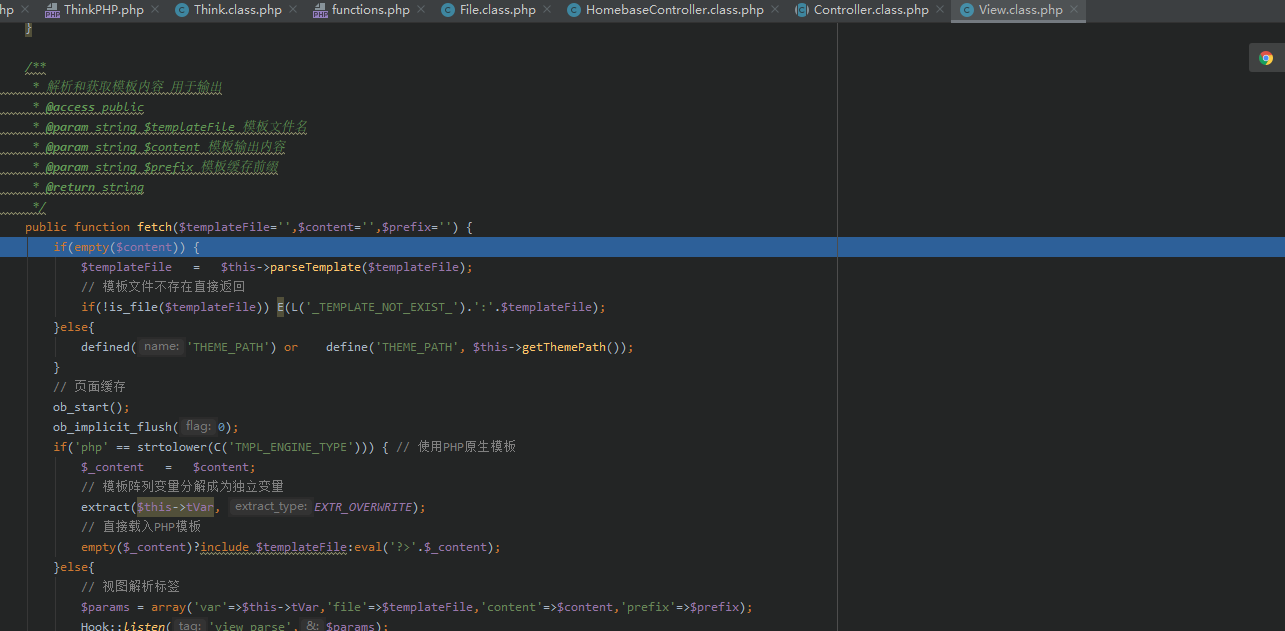 hp ThinkPHP.php Think.class.php functions.php File.class.php HomebaseController.class.php Controller.class.php View.class.php
}
/**
* 解析和获取模板内容 用于输出
* @access public
* @param string $templateFile 模板文件名
* @param string $content 模板输出内容
* @param string $prefix 模板缓存前缀
* @return string
*/
public function fetch($templateFile='',$content='',$prefix='') {
if(empty($content)) {
$templateFile = $this->parseTemplate($templateFile);
// 模板文件不存在直接返回
if(!is_file($templateFile)) E(L('_TEMPLATE_NOT_EXIST_').':'.$templateFile);
}else{
defined( name: 'THEME_PATH') or define('THEME_PATH', $this->getThemePath());
}
// 页面缓存
ob_start();
ob_implicit_flush( flag: 0);
if('php' == strtolower(C('TMPL_ENGINE_TYPE'))) { // 使用PHP原生模板
$_content = $content;
// 模板阵列变量分解成为独立变量
extract($this->tVar, extract_type: EXTR_OVERWRITE);
// 直接载入PHP模板
empty($_content)?include $templateFile:eval('?>'.$_content);
}else{
// 视图解析标签
$params = array('var'=>$this->tVar,'file'=>$templateFile,'content'=>$content,'prefix'=>$prefix);
Hook::listen( tag: 'view_parse', &: $params);